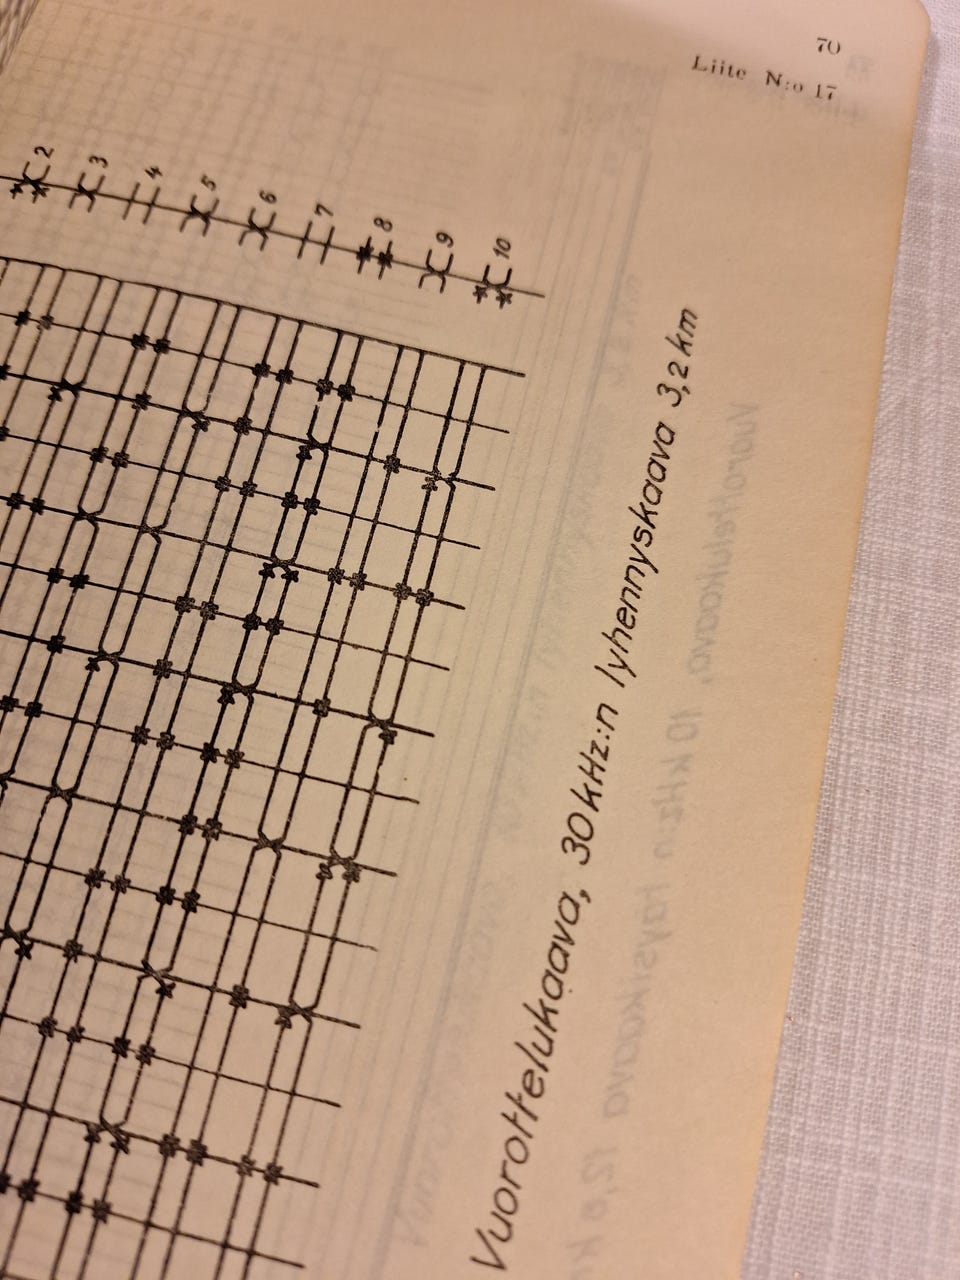 70
Liite N:o 17
2 3 4 5 6 7 8 9 10
Vuorottelukaava, 30 kHz:n lyhennyskaava 3,2 km